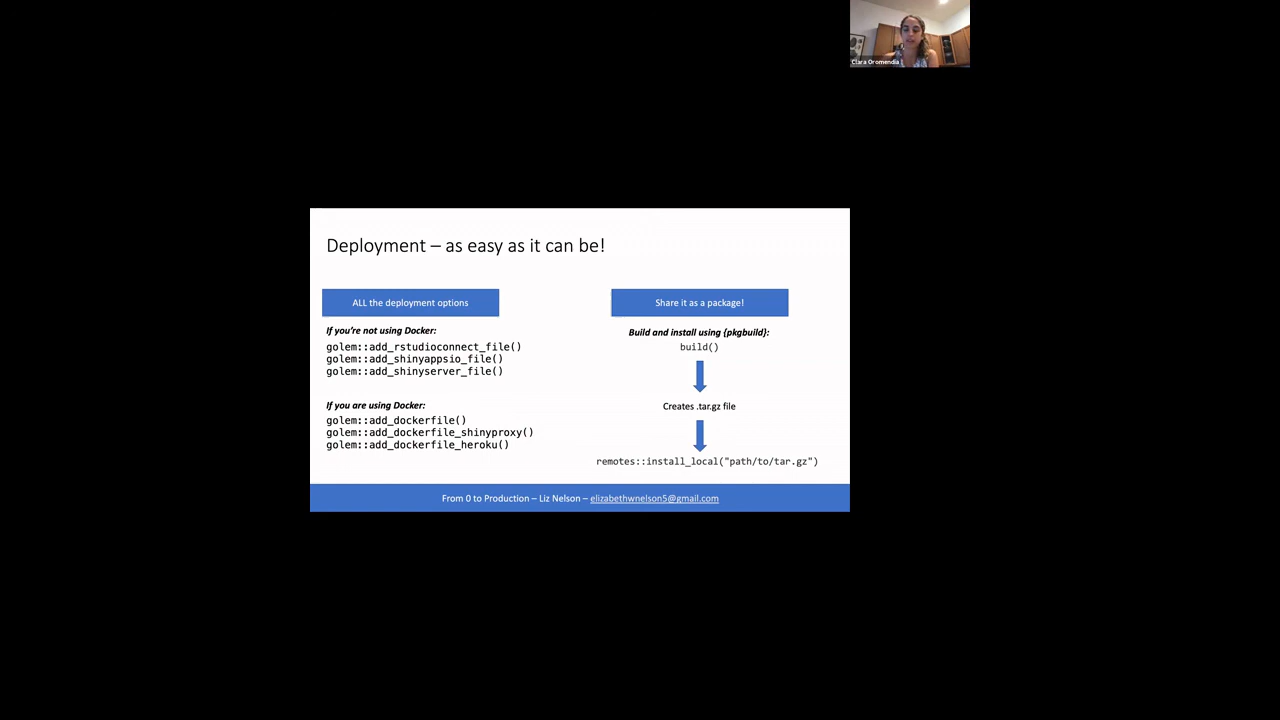 Clara Oromendia
Deployment – as easy as it can be!
ALL the deployment options
If you're not using Docker:
golem::add_rstudioconnect_file()
golem::add_shinyappsio_file()
golem::add_shinyserver_file()
If you are using Docker:
golem::add_dockerfile()
golem::add_dockerfile_shinyproxy()
golem::add_dockerfile_heroku()
Share it as a package!
Build and install using {pkgbuild}:
build()
Creates .tar.gz file
remotes::install_local("path/to/tar.gz")
From 0 to Production – Liz Nelson – elizabethwnelson5@gmail.com